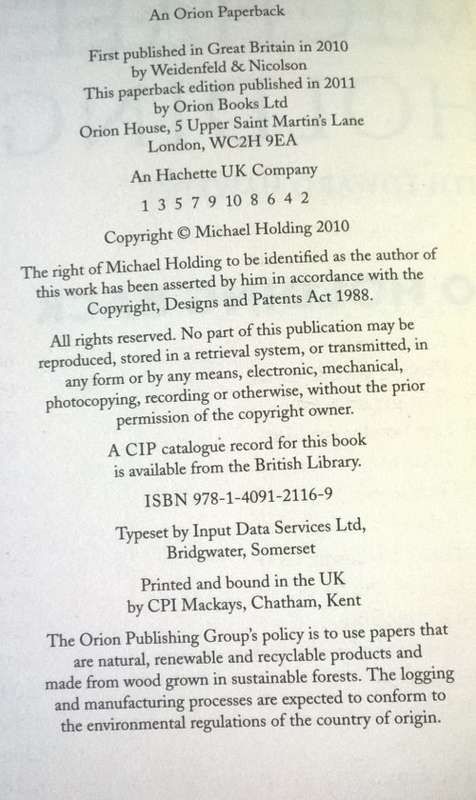 An Orion Paperback
First published in Great Britain in 2010
by Weidenfeld & Nicolson
This paperback edition published in 2011
by Orion Books Ltd
Orion House, 5 Upper Saint Martin's Lane
London, WC2H 9EA
An Hachette UK Company
1 3 5 7 9 10 8 6 4 2
Copyright © Michael Holding 2010
The right of Michael Holding to be identified as the author of
this work has been asserted by him in accordance with the
Copyright, Designs and Patents Act 1988.
All rights reserved. No part of this publication may be
reproduced, stored in a retrieval system, or transmitted, in
any form or by any means, electronic, mechanical,
photocopying, recording or otherwise, without the prior
permission of the copyright owner.
A CIP catalogue record for this book
is available from the British Library.
ISBN 978-1-4091-2116-9
Typeset by Input Data Services Ltd,
Bridgwater, Somerset
Printed and bound in the UK
by CPI Mackays, Chatham, Kent
The Orion Publishing Group's policy is to use papers that
are natural, renewable and recyclable products and
made from wood grown in sustainable forests. The logging
and manufacturing processes are expected to conform to
the environmental regulations of the country of origin.